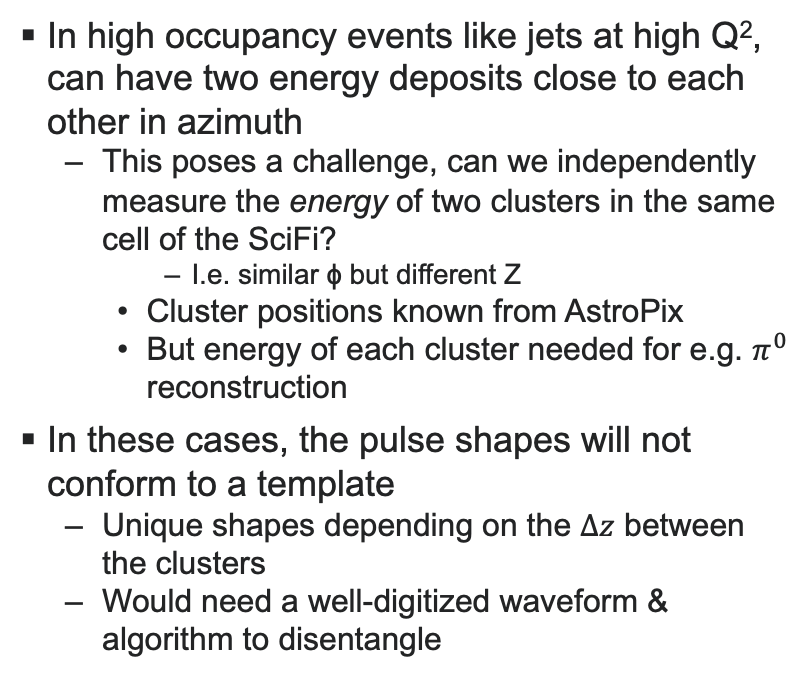 ▪ In high occupancy events like jets at high Q²,
can have two energy deposits close to each
other in azimuth
– This poses a challenge, can we independently
measure the energy of two clusters in the same
cell of the SciFi?
– I.e. similar ϕ but different Z
• Cluster positions known from AstroPix
• But energy of each cluster needed for e.g. π⁰
reconstruction
▪ In these cases, the pulse shapes will not
conform to a template
– Unique shapes depending on the Δz between
the clusters
– Would need a well-digitized waveform &
algorithm to disentangle